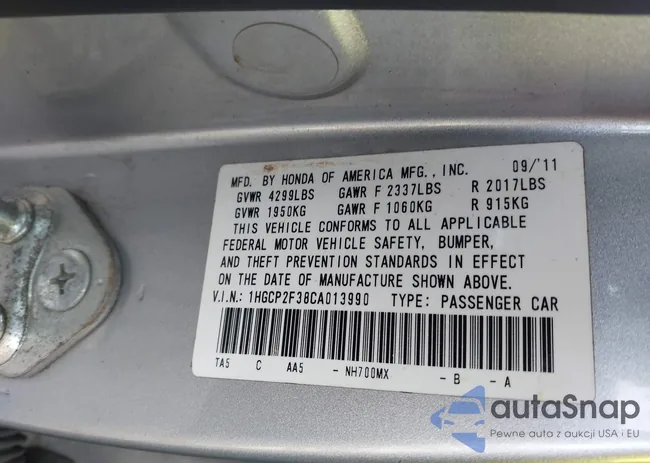 MFD. BY HONDA OF AMERICA MFG., INC. 09/'11
GVWR 4299LBS GAWR F 2337LBS R 2017LBS
GVWR 1950KG GAWR F 1060KG R 915KG
THIS VEHICLE CONFORMS TO ALL APPLICABLE
FEDERAL MOTOR VEHICLE SAFETY, BUMPER,
AND THEFT PREVENTION STANDARDS IN EFFECT
ON THE DATE OF MANUFACTURE SHOWN ABOVE.
V.I.N.: 1HGCP2F38CA013990 TYPE: PASSENGER CAR
TA5 C AA5 - NH700MX - B - A
autaSnap
Pewne auta z aukcji USA i EU